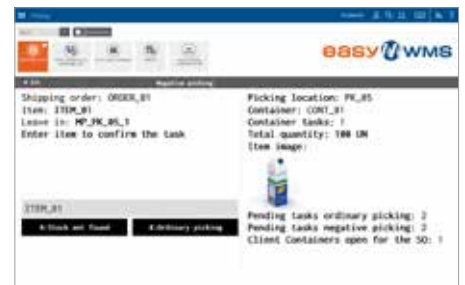 easy WMS
Negative picking
Shipping order: ORDER_01
Item: ITEM_01
Leave in: MP_PK_05_1
Enter item to confirm the task
ITEM_01
Stock not found
Ordinary picking
Picking location: PK_05
Container: CONT_01
Container tasks: 1
Total quantity: 100 UN
Item image:
Pending tasks ordinary picking: 2
Pending tasks negative picking: 2
Client Containers open for the SO: 1